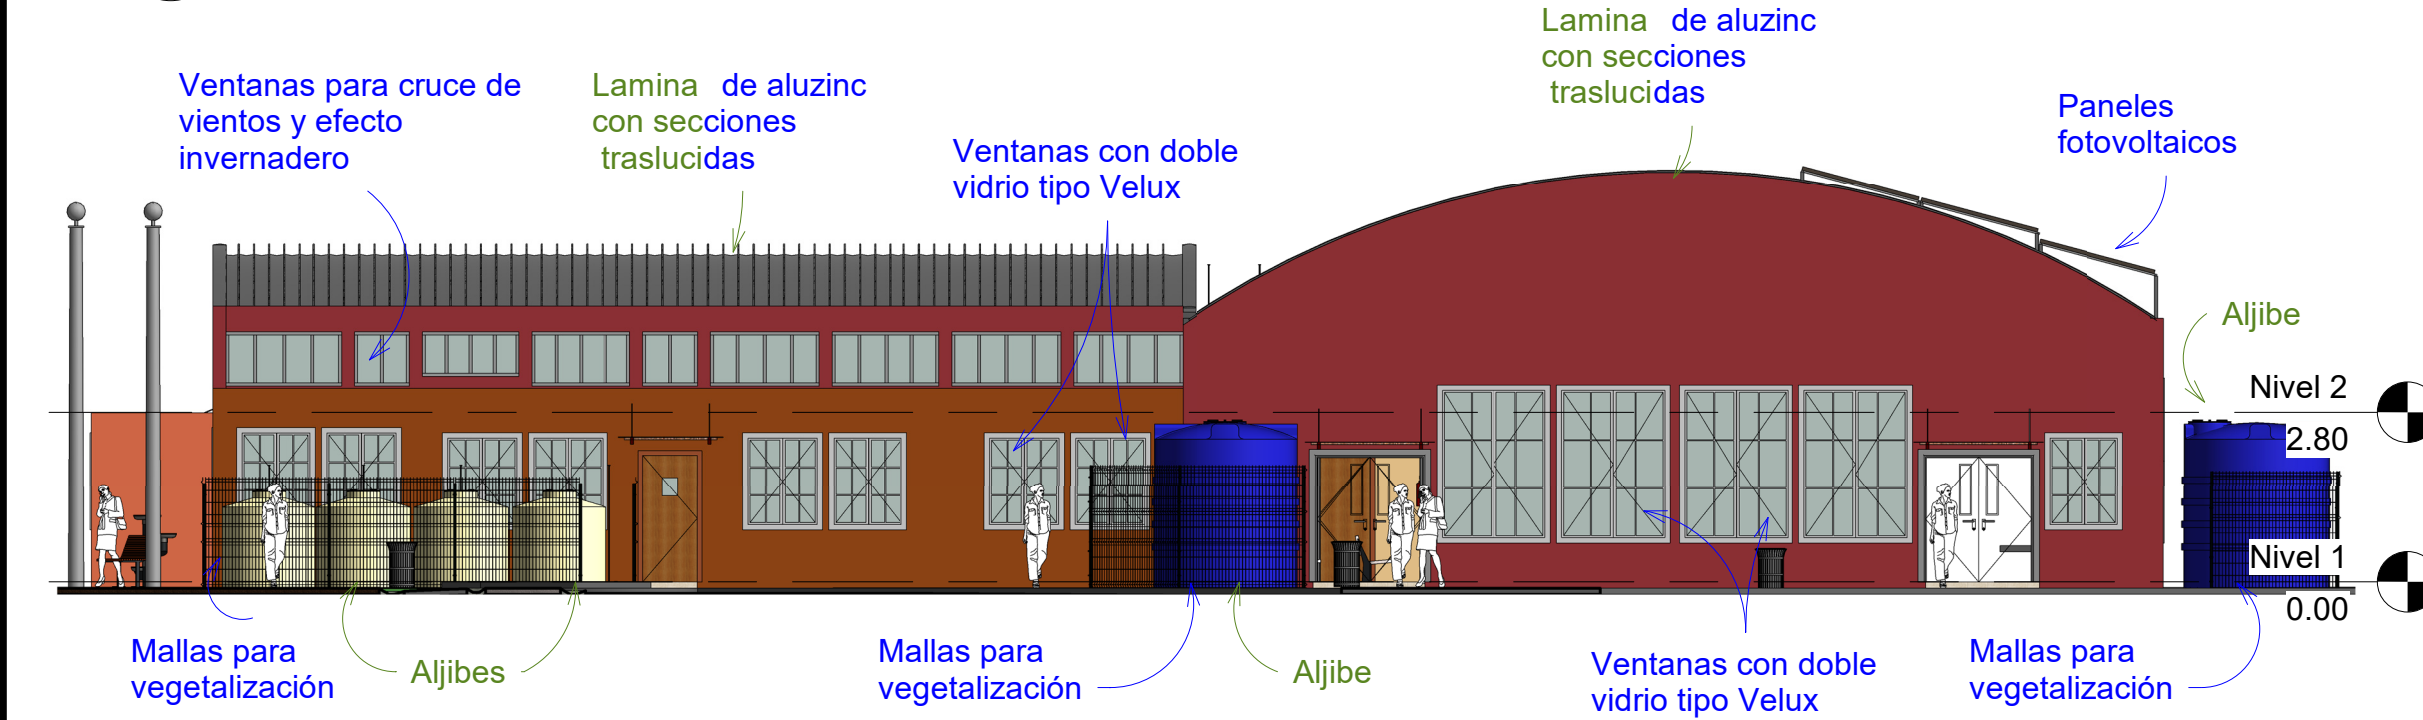 Lamina de aluzinc
con secciones
traslucidas
Ventanas para cruce de
vientos y efecto
invernadero
Lamina de aluzinc
con secciones
traslucidas
Ventanas con doble
vidrio tipo Velux
Paneles
fotovoltaicos
Aljibe
Nivel 2
2.80
Nivel 1
0.00
Mallas para
vegetalización
Aljibes
Mallas para
vegetalización
Aljibe
Ventanas con doble
vidrio tipo Velux
Mallas para
vegetalización